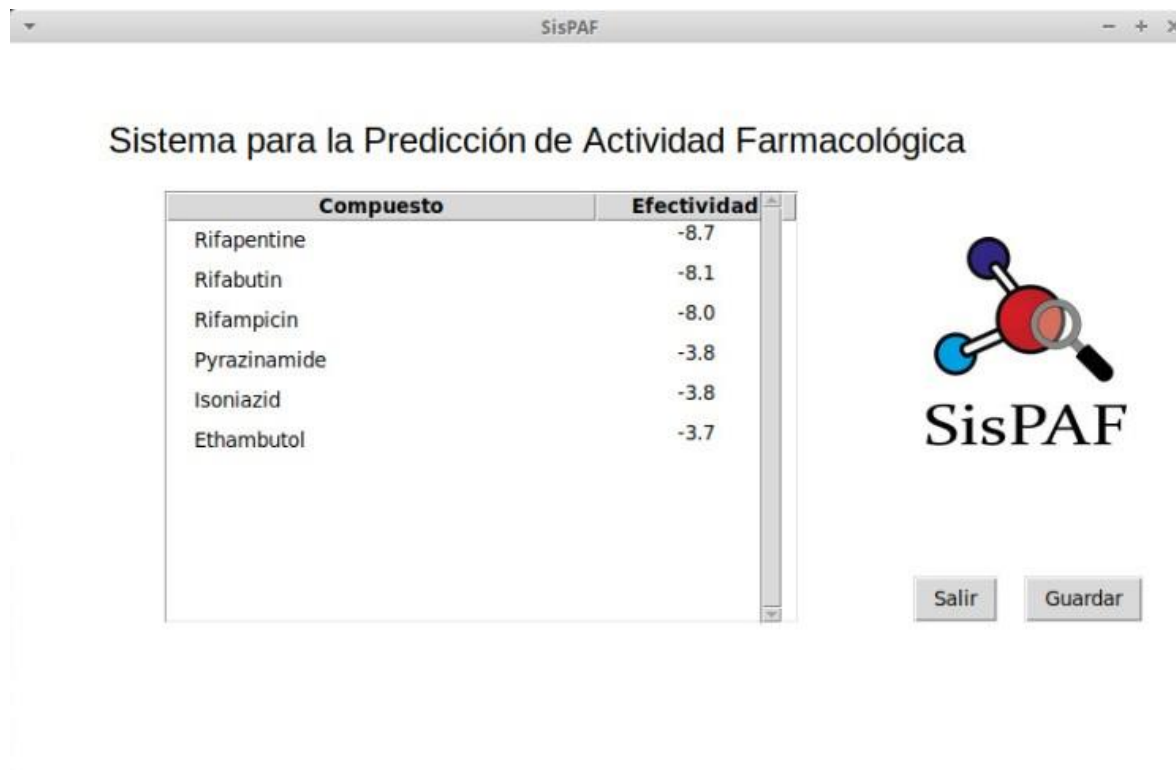 SisPAF
Sistema para la Predicción de Actividad Farmacológica
Compuesto Efectividad
Rifapentine -8.7
Rifabutin -8.1
Rifampicin -8.0
Pyrazinamide -3.8
Isoniazid -3.8
Ethambutol -3.7
SisPAF
Salir Guardar